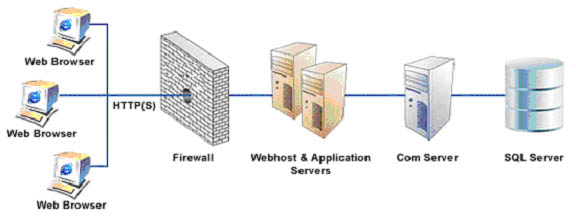 Web Browser
HTTP(S)
Web Browser
Firewall
Webhost & Application
Servers
Com Server
SQL Server
Web Browser